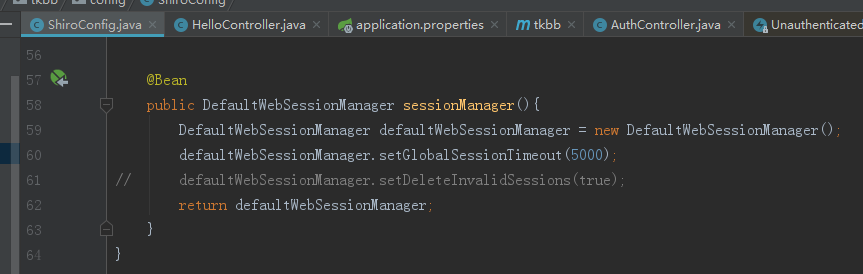 tkbb config ShiroConfig
ShiroConfig.java HelloController.java application.properties m tkbb AuthController.java Unauthenticated
56
57 @Bean
58 public DefaultWebSessionManager sessionManager(){
59 DefaultWebSessionManager defaultWebSessionManager = new DefaultWebSessionManager();
60 defaultWebSessionManager.setGlobalSessionTimeout(5000);
61 // defaultWebSessionManager.setDeleteInvalidSessions(true);
62 return defaultWebSessionManager;
63 }
64 }